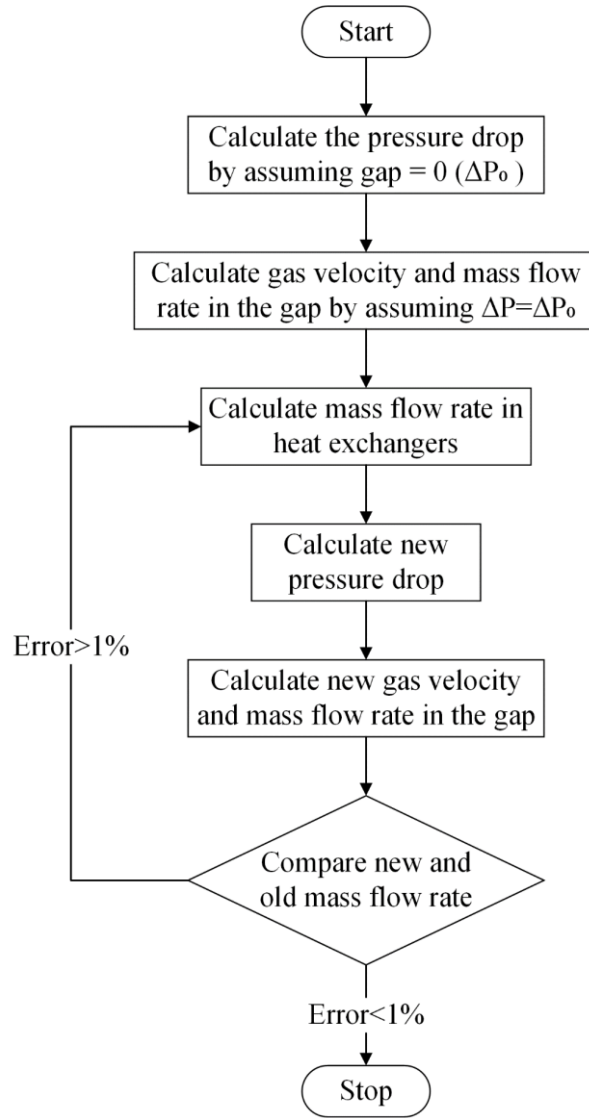 Start
Calculate the pressure drop
by assuming gap = 0 (ΔP₀ )
Calculate gas velocity and mass flow
rate in the gap by assuming ΔP=ΔP₀
Calculate mass flow rate in
heat exchangers
Calculate new
pressure drop
Error>1%
Calculate new gas velocity
and mass flow rate in the gap
Compare new and
old mass flow rate
Error<1%
Stop